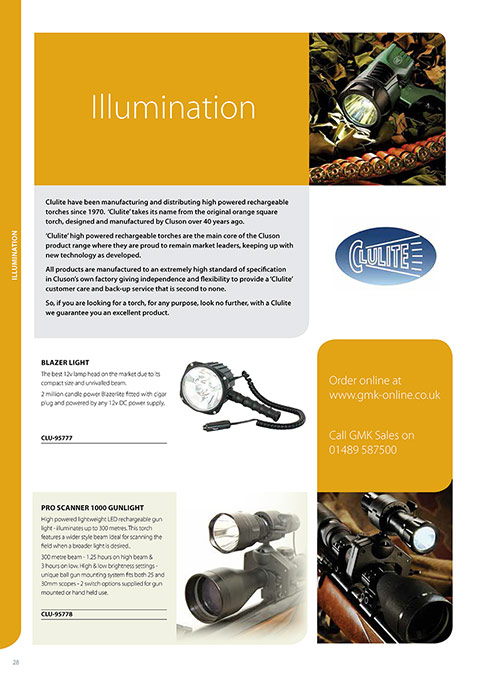 Illumination
Clulite have been manufacturing and distributing high powered rechargeable
torches since 1970. ‘Clulite’ takes its name from the original orange square
torch, designed and manufactured by Cluson over 40 years ago.
‘Clulite’ high powered rechargeable torches are the main core of the Cluson
product range where they are proud to remain market leaders, keeping up with
new technology as developed.
All products are manufactured to an extremely high standard of specification
in Cluson’s own factory giving independence and flexibility to provide a ‘Clulite’
customer care and back-up service that is second to none.
So, if you are looking for a torch, for any purpose, look no further, with a Clulite
we guarantee you an excellent product.
CLULITE
ILLUMINATION
BLAZER LIGHT
The best 12v lamp head on the market due to its
compact size and unrivalled beam.
2 million candle power Blazerlite fitted with cigar
plug and powered by any 12v DC power supply.
CLU-95777
Order online at
www.gmk-online.co.uk
Call GMK Sales on
01489 587500
PRO SCANNER 1000 GUNLIGHT
High powered lightweight LED rechargeable gun
light - illuminates up to 300 metres. This torch
features a wider style beam ideal for scanning the
field when a broader light is desired.
300 metre beam - 1.25 hours on high beam &
3 hours on low. High & low brightness settings -
unique ball gun mounting system fits both 25 and
30mm scopes - 2 switch options supplied for gun
mounted or hand held use.
CLU-95778
28